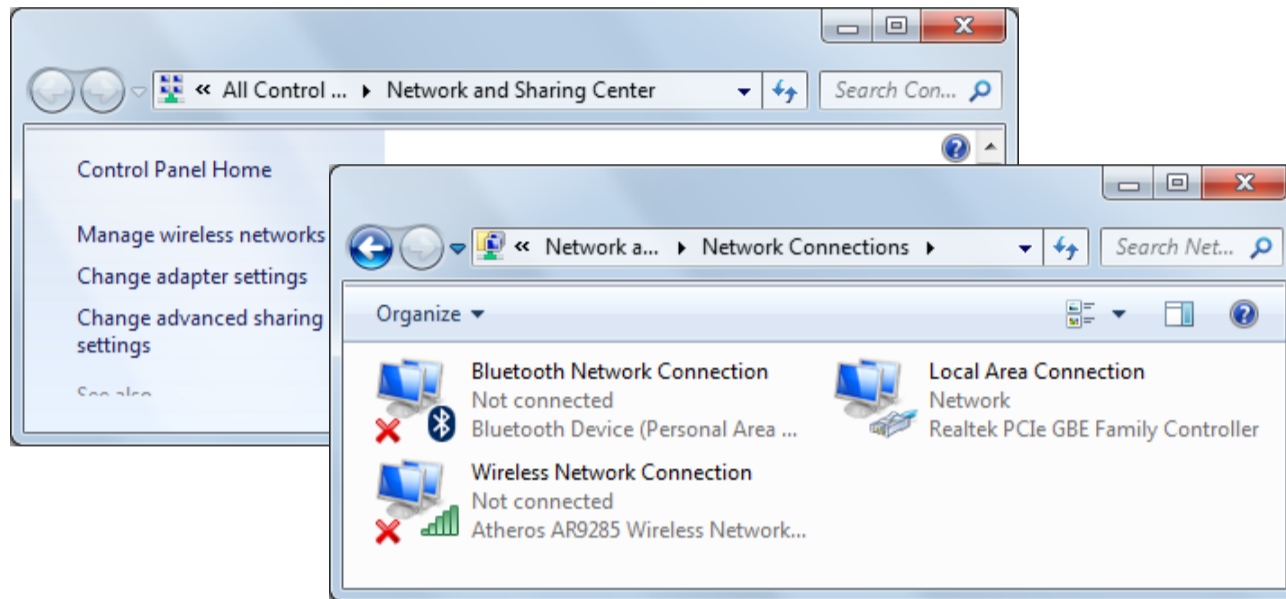 « All Control ... ▸ Network and Sharing Center
Search Con...
Control Panel Home
Manage wireless networks
Change adapter settings
Change advanced sharing
settings
See also
« Network a... ▸ Network Connections ▸
Search Net...
Organize
Bluetooth Network Connection
Not connected
Bluetooth Device (Personal Area ...
Local Area Connection
Network
Realtek PCIe GBE Family Controller
Wireless Network Connection
Not connected
Atheros AR9285 Wireless Network...